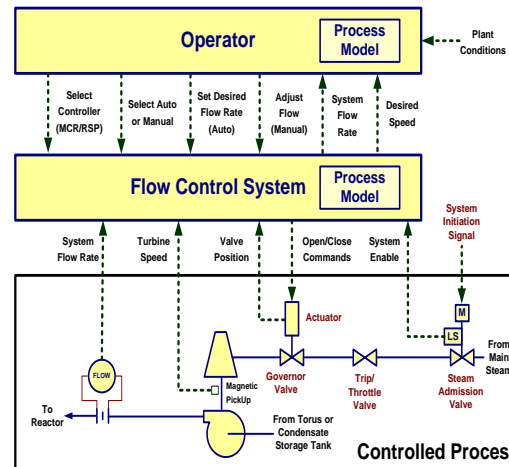 Operator
Process
Model
Plant
Conditions
Select
Controller
(MCR/RSP)
Select Auto
or Manual
Set Desired
Flow Rate
(Auto)
Adjust
Flow
(Manual)
System
Flow
Rate
Desired
Speed
Flow Control System
Process
Model
System
Initiation
Signal
System
Flow Rate
Turbine
Speed
Valve
Position
Open/Close
Commands
System
Enable
M
LS
Actuator
From
Main
Steam
FLOW
Governor
Valve
Trip/
Throttle
Valve
Steam
Admission
Valve
Magnetic
PickUp
To
Reactor
From Torus or
Condensate
Storage Tank
Controlled Proces